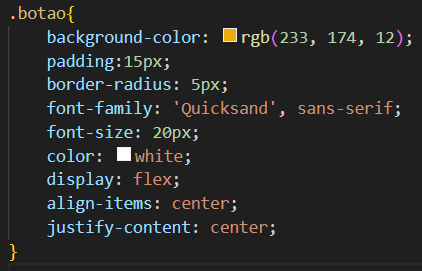 .botao{
    background-color: rgb(233, 174, 12);
    padding:15px;
    border-radius: 5px;
    font-family: 'Quicksand', sans-serif;
    font-size: 20px;
    color: white;
    display: flex;
    align-items: center;
    justify-content: center;
}